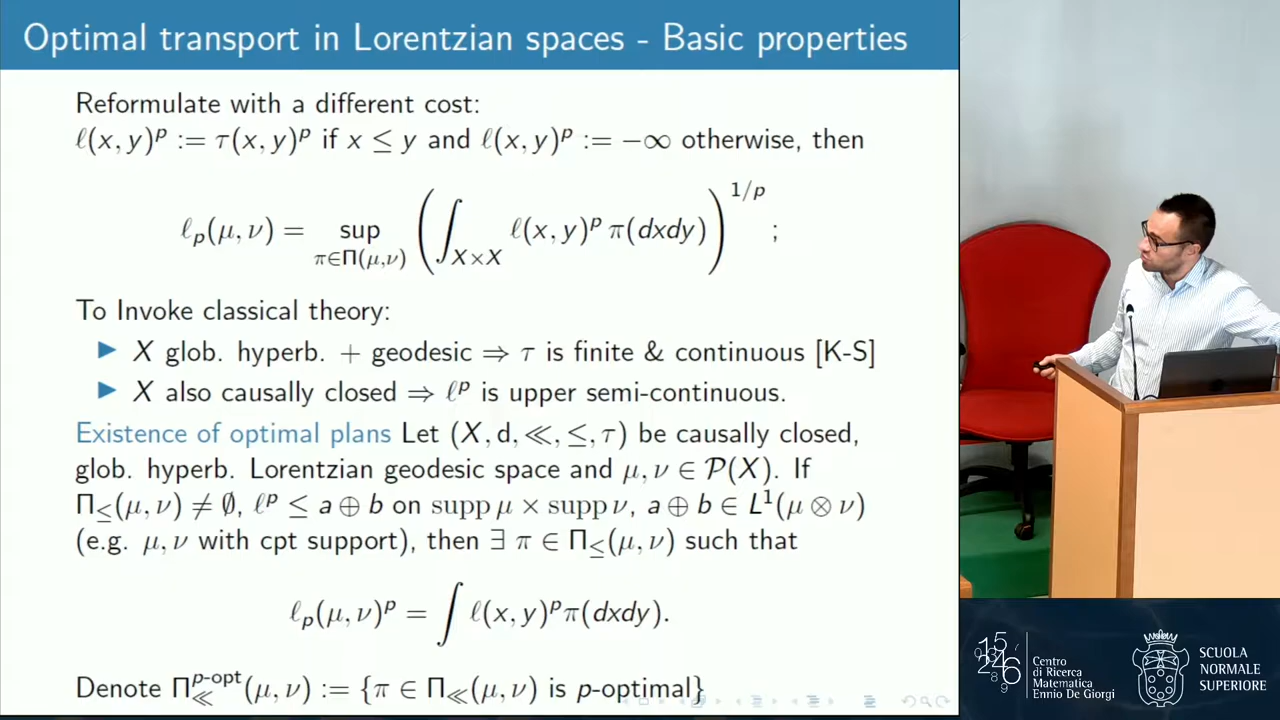 Optimal transport in Lorentzian spaces - Basic properties
Reformulate with a different cost:
ℓ(x, y)^p := τ(x, y)^p if x ≤ y and ℓ(x, y)^p := −∞ otherwise, then
ℓ_p(μ, ν) = sup_{π∈Π(μ,ν)} ( ∫_{X×X} ℓ(x, y)^p π(dxdy) )^{1/p} ;
To Invoke classical theory:
▶ X glob. hyperb. + geodesic ⇒ τ is finite & continuous [K-S]
▶ X also causally closed ⇒ ℓ^p is upper semi-continuous.
Existence of optimal plans Let (X, d, ≪, ≤, τ) be causally closed,
glob. hyperb. Lorentzian geodesic space and μ, ν ∈ 𝒫(X). If
Π_≤(μ, ν) ≠ ∅, ℓ^p ≤ a ⊕ b on supp μ × supp ν, a ⊕ b ∈ L^1(μ ⊗ ν)
(e.g. μ, ν with cpt support), then ∃ π ∈ Π_≤(μ, ν) such that
ℓ_p(μ, ν)^p = ∫ ℓ(x, y)^p π(dxdy).
Denote Π_≪^{p-opt}(μ, ν) := {π ∈ Π_≪(μ, ν) is p-optimal}
Centro
di Ricerca
Matematica
Ennio De Giorgi
SCUOLA
NORMALE
SUPERIORE